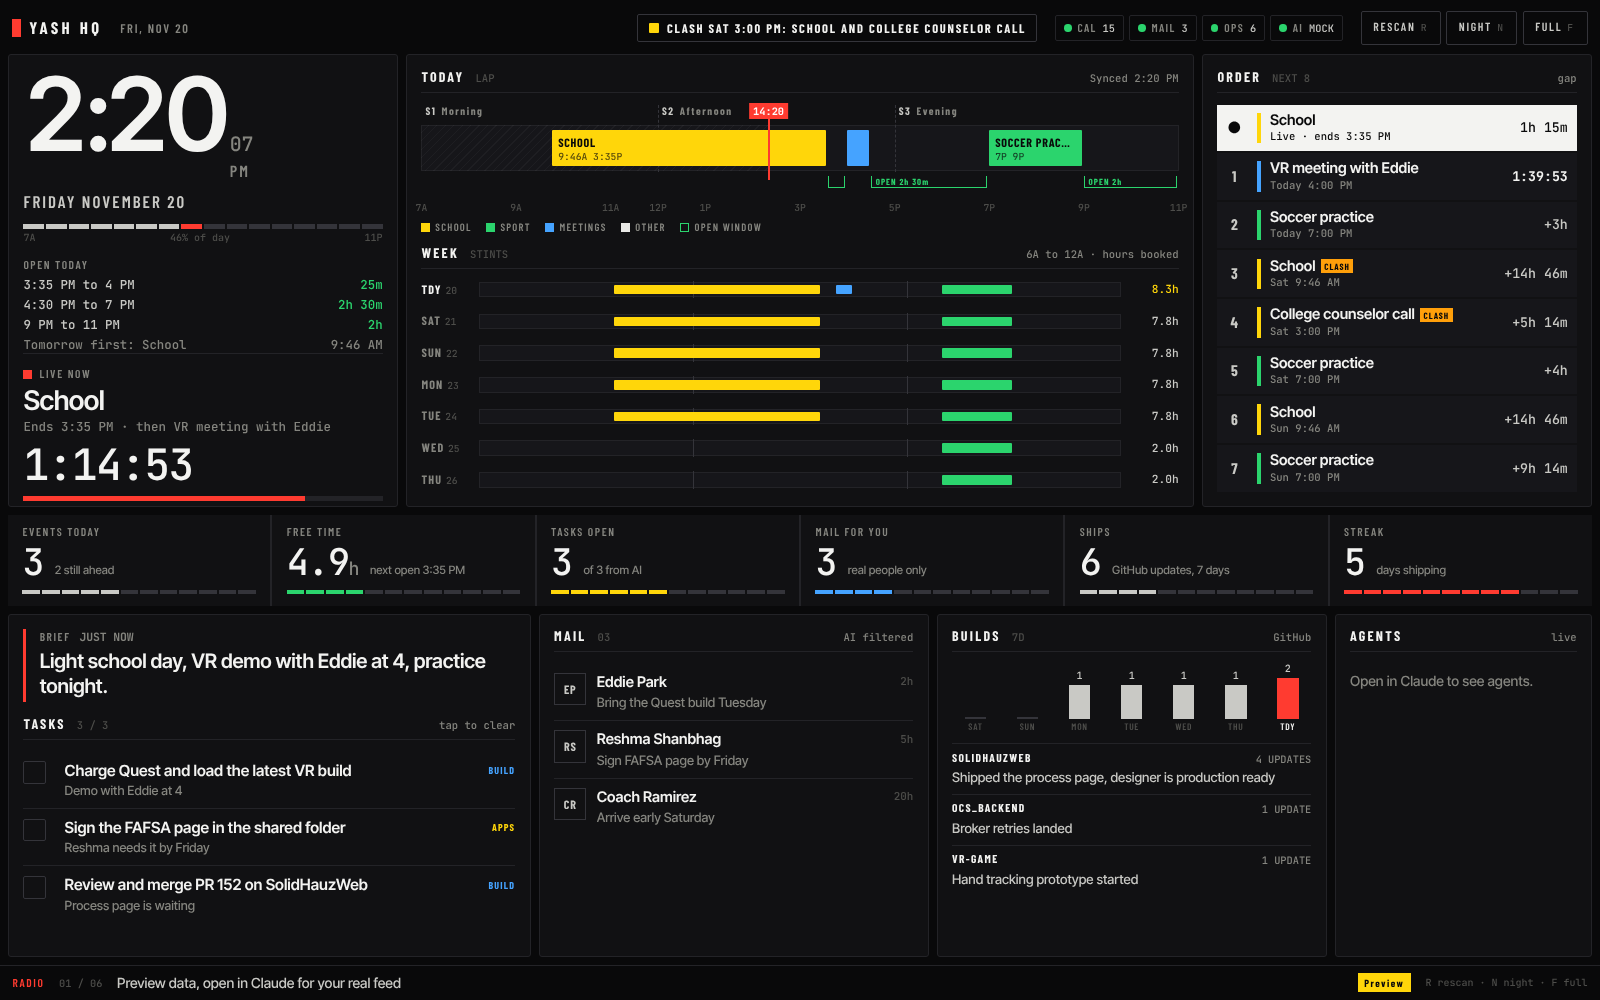 YASH HQ FRI, NOV 20
CLASH SAT 3:00 PM: SCHOOL AND COLLEGE COUNSELOR CALL
CAL 15
MAIL 3
OPS 6
AI MOCK
RESCAN R
NIGHT N
FULL F
2:20 07 PM
FRIDAY NOVEMBER 20
7A 46% of day 11P
OPEN TODAY
3:35 PM to 4 PM 25m
4:30 PM to 7 PM 2h 30m
9 PM to 11 PM 2h
Tomorrow first: School 9:46 AM
LIVE NOW
School
Ends 3:35 PM · then VR meeting with Eddie
1:14:53
TODAY LAP Synced 2:20 PM
S1 Morning S2 Afternoon 14:20 S3 Evening
SCHOOL
9:46A 3:35P
SOCCER PRAC...
7P 9P
OPEN 2h 30m OPEN 2h
7A 9A 11A 12P 1P 3P 5P 7P 9P 11P
SCHOOL SPORT MEETINGS OTHER OPEN WINDOW
WEEK STINTS 6A to 12A · hours booked
TDY 20 8.3h
SAT 21 7.8h
SUN 22 7.8h
MON 23 7.8h
TUE 24 7.8h
WED 25 2.0h
THU 26 2.0h
ORDER NEXT 8 gap
School 1h 15m
Live · ends 3:35 PM
1 VR meeting with Eddie 1:39:53
Today 4:00 PM
2 Soccer practice +3h
Today 7:00 PM
3 School CLASH +14h 46m
Sat 9:46 AM
4 College counselor call CLASH +5h 14m
Sat 3:00 PM
5 Soccer practice +4h
Sat 7:00 PM
6 School +14h 46m
Sun 9:46 AM
7 Soccer practice +9h 14m
Sun 7:00 PM
EVENTS TODAY
3 2 still ahead
FREE TIME
4.9h next open 3:35 PM
TASKS OPEN
3 of 3 from AI
MAIL FOR YOU
3 real people only
SHIPS
6 GitHub updates, 7 days
STREAK
5 days shipping
BRIEF JUST NOW
Light school day, VR demo with Eddie at 4, practice
tonight.
TASKS 3 / 3 tap to clear
Charge Quest and load the latest VR build BUILD
Demo with Eddie at 4
Sign the FAFSA page in the shared folder APPS
Reshma needs it by Friday
Review and merge PR 152 on SolidHauzWeb BUILD
Process page is waiting
MAIL 03 AI filtered
EP Eddie Park 2h
Bring the Quest build Tuesday
RS Reshma Shanbhag 5h
Sign FAFSA page by Friday
CR Coach Ramirez 20h
Arrive early Saturday
BUILDS 7D GitHub
1 1 1 1 2
SAT SUN MON TUE WED THU TDY
SOLIDHAUZWEB 4 UPDATES
Shipped the process page, designer is production ready
OCS_BACKEND 1 UPDATE
Broker retries landed
VR-GAME 1 UPDATE
Hand tracking prototype started
AGENTS live
Open in Claude to see agents.
RADIO 01 / 06 Preview data, open in Claude for your real feed
Preview R rescan · N night · F full